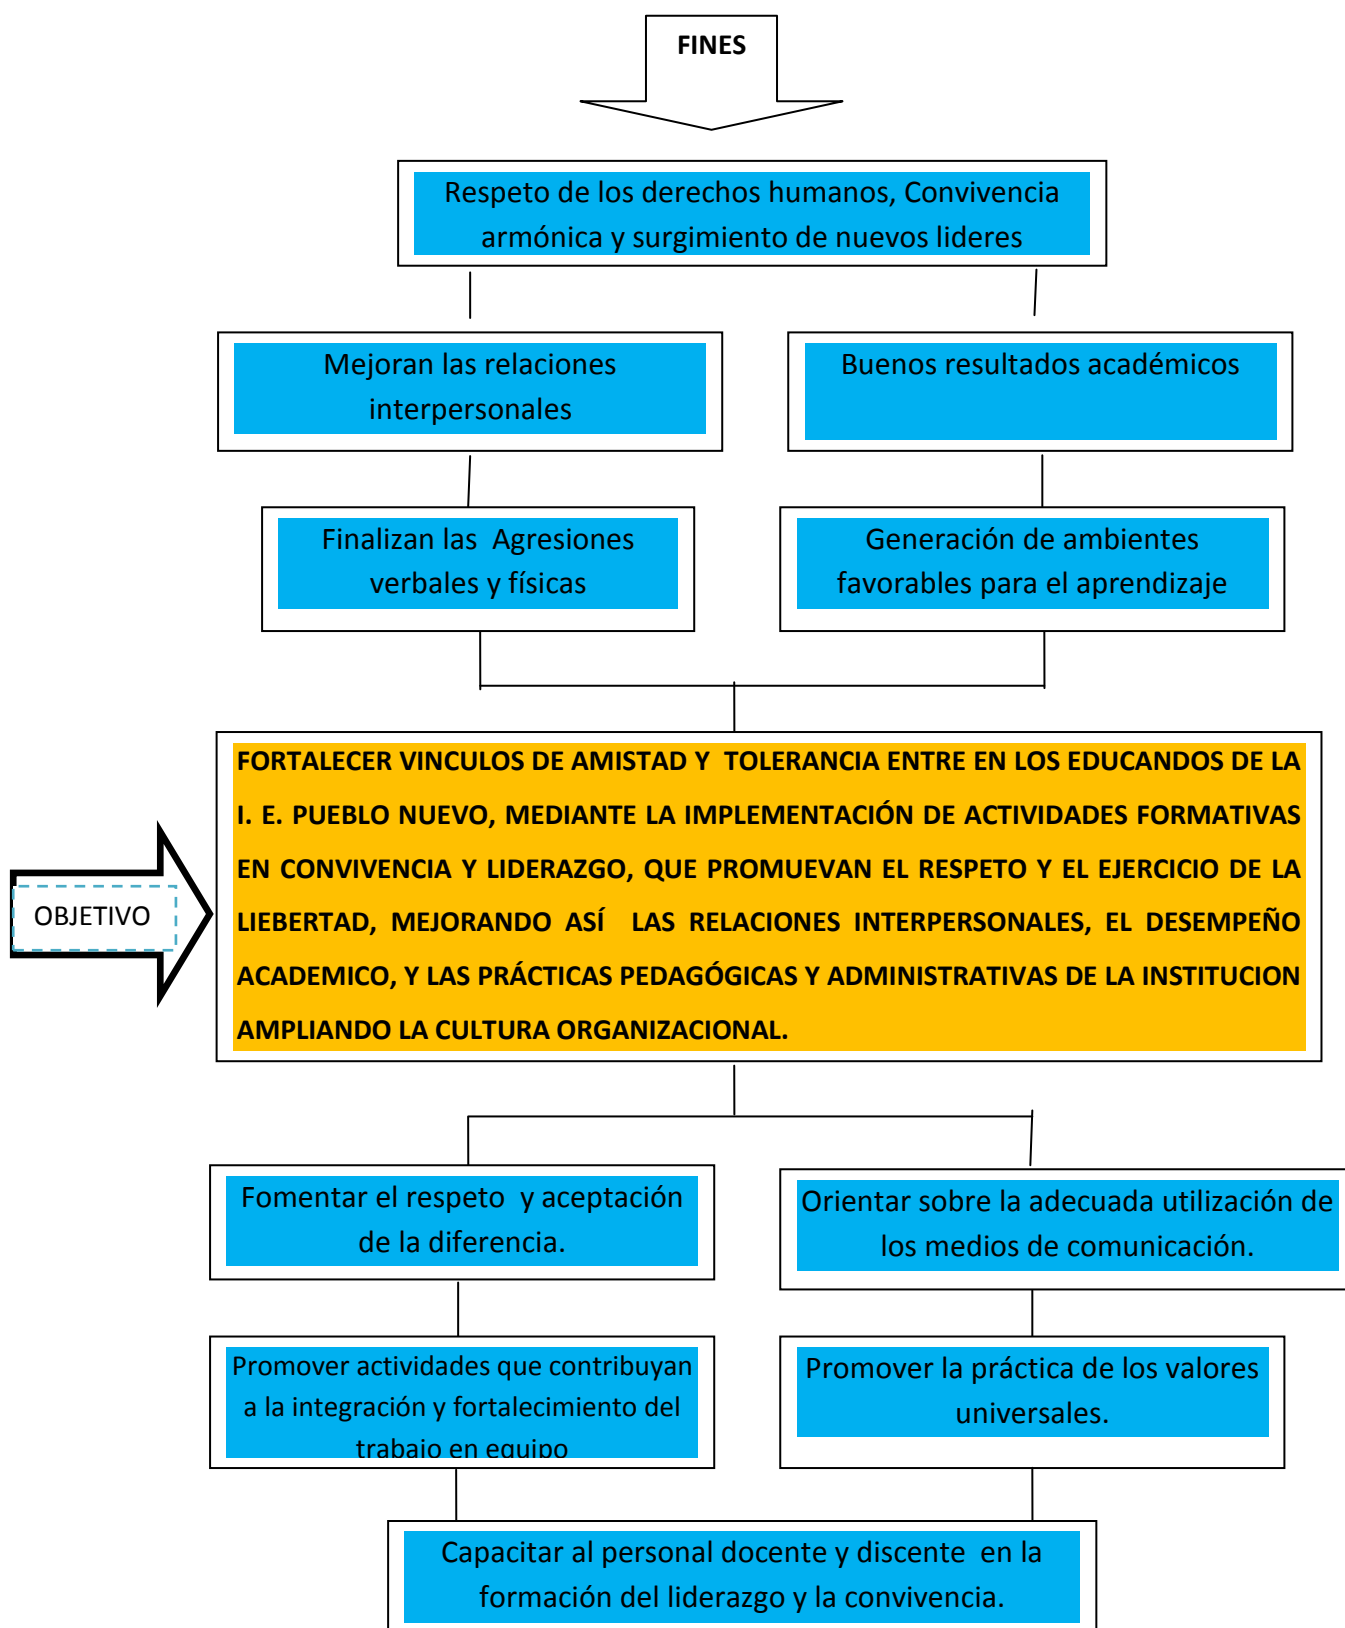 FINES
Respeto de los derechos humanos, Convivencia
armónica y surgimiento de nuevos lideres
Mejoran las relaciones
interpersonales
Buenos resultados académicos
Finalizan las Agresiones
verbales y físicas
Generación de ambientes
favorables para el aprendizaje
FORTALECER VINCULOS DE AMISTAD Y TOLERANCIA ENTRE EN LOS EDUCANDOS DE LA
I. E. PUEBLO NUEVO, MEDIANTE LA IMPLEMENTACIÓN DE ACTIVIDADES FORMATIVAS
EN CONVIVENCIA Y LIDERAZGO, QUE PROMUEVAN EL RESPETO Y EL EJERCICIO DE LA
LIEBERTAD, MEJORANDO ASÍ LAS RELACIONES INTERPERSONALES, EL DESEMPEÑO
ACADEMICO, Y LAS PRÁCTICAS PEDAGÓGICAS Y ADMINISTRATIVAS DE LA INSTITUCION
AMPLIANDO LA CULTURA ORGANIZACIONAL.
OBJETIVO
Fomentar el respeto y aceptación
de la diferencia.
Orientar sobre la adecuada utilización de
los medios de comunicación.
Promover actividades que contribuyan
a la integración y fortalecimiento del
trabajo en equipo
Promover la práctica de los valores
universales.
Capacitar al personal docente y discente en la
formación del liderazgo y la convivencia.